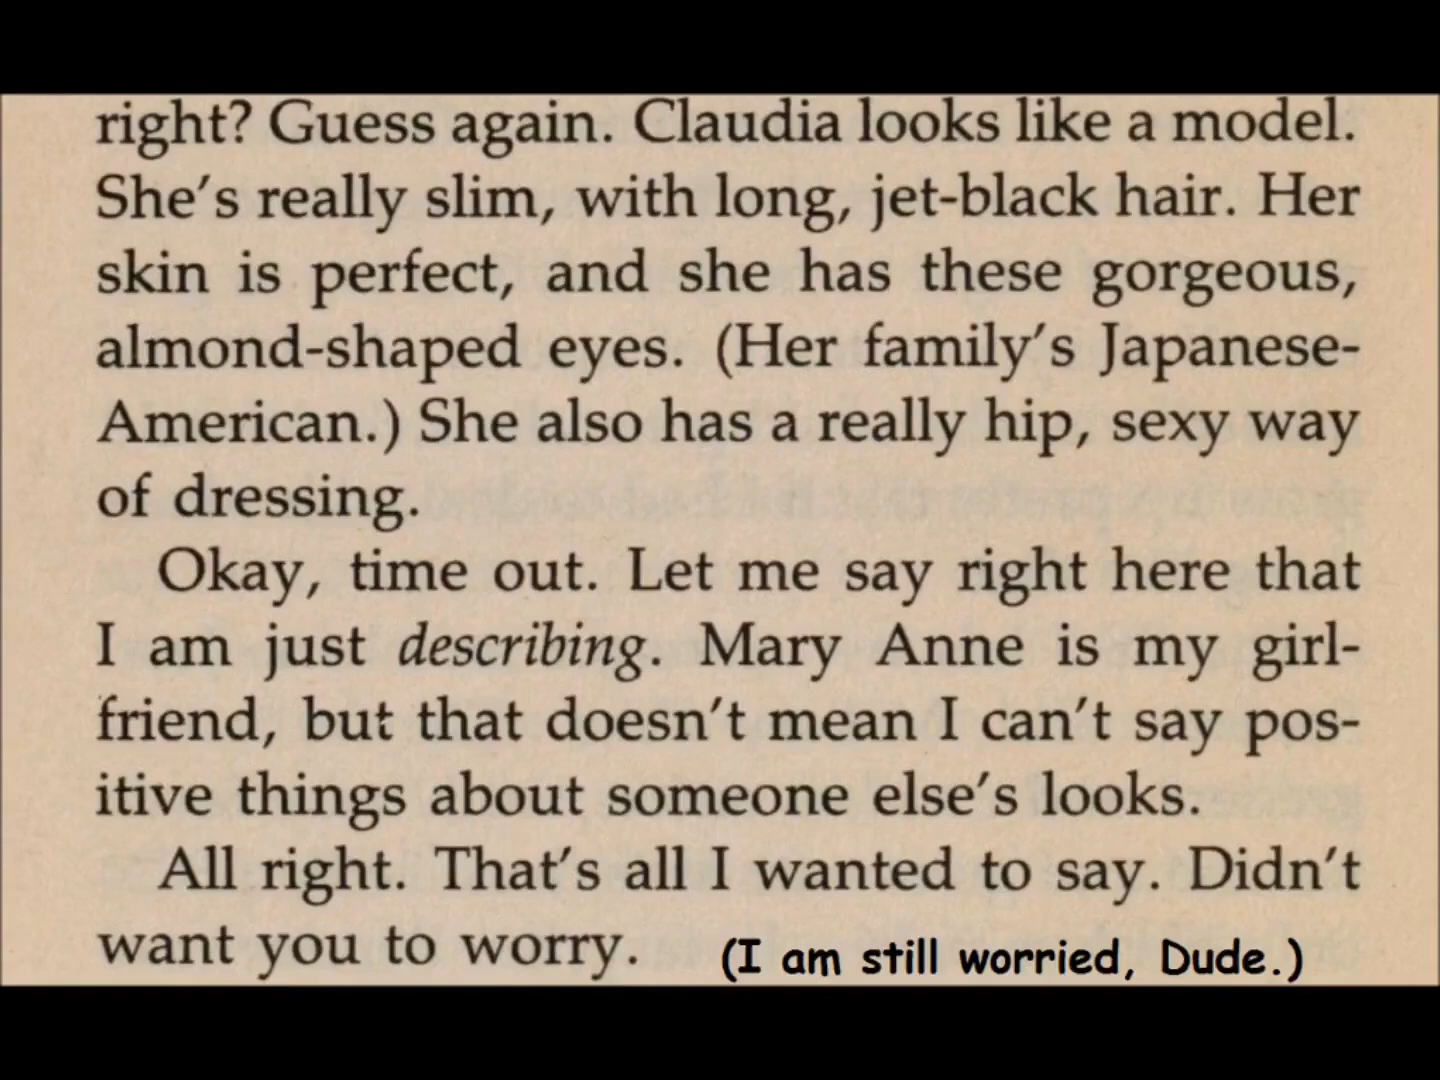 right? Guess again. Claudia looks like a model.
She's really slim, with long, jet-black hair. Her
skin is perfect, and she has these gorgeous,
almond-shaped eyes. (Her family's Japanese-
American.) She also has a really hip, sexy way
of dressing.
Okay, time out. Let me say right here that
I am just describing. Mary Anne is my girl-
friend, but that doesn't mean I can't say pos-
itive things about someone else's looks.
All right. That's all I wanted to say. Didn't
want you to worry. (I am still worried, Dude.)